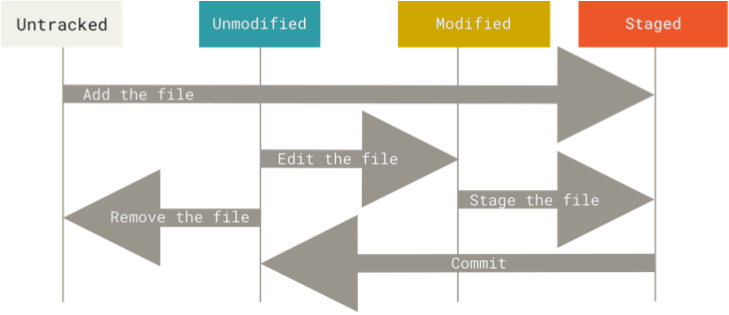 Untracked
Unmodified
Modified
Staged
Add the file
Edit the file
Stage the file
Remove the file
Commit